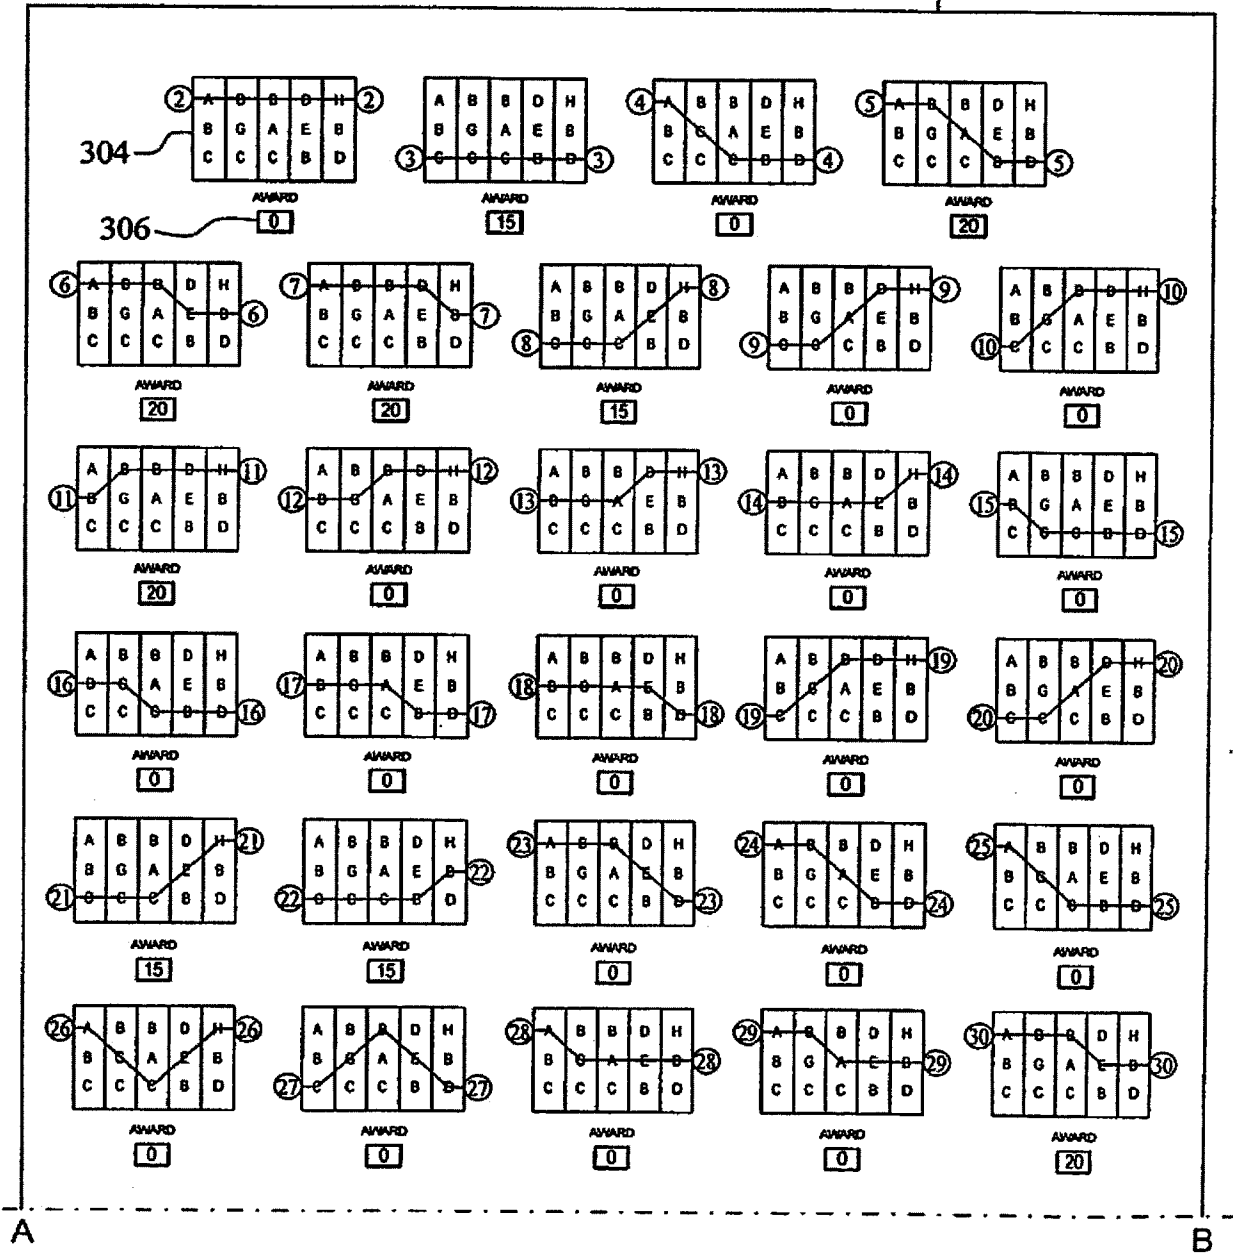 ② A B B D H ② A B B D H ④ A B B D H ⑤ A B B D H
304 B G A E B B G A E B B G A E B B G A E B
C C C B D ③ C C C B D ③ C C C B D ④ C C C B D ⑤
AWARD AWARD AWARD AWARD
306 0 15 0 20
⑥ A B B D H ⑦ A B B D H A B B D H ⑧ A B B D H ⑨ A B B D H ⑩
B G A E B ⑥ B G A E B ⑦ B G A E B B G A E B B G A E B
C C C B D C C C B D ⑧ C C C B D ⑨ C C C B D ⑩ C C C B D
AWARD AWARD AWARD AWARD AWARD
20 20 15 0 0
A B B D H ⑪ A B B D H ⑫ A B B D H ⑬ A B B D H ⑭ A B B D H
⑪ B G A E B ⑫ B G A E B ⑬ B G A E B ⑭ B G A E B ⑮ B G A E B
C C C B D C C C B D C C C B D C C C B D C C C B D ⑮
AWARD AWARD AWARD AWARD AWARD
20 0 0 0 0
A B B D H A B B D H A B B D H A B B D H ⑲ A B B D H ⑳
⑯ B G A E B ⑰ B G A E B ⑱ B G A E B B G A E B B G A E B
C C C B D ⑯ C C C B D ⑰ C C C B D ⑱ ⑲ C C C B D ⑳ C C C B D
AWARD AWARD AWARD AWARD AWARD
0 0 0 0 0
A B B D H ㉑ A B B D H ㉓ A B B D H ㉔ A B B D H ㉕ A B B D H
B G A E B B G A E B ㉒ B G A E B B G A E B B G A E B
㉑ C C C B D ㉒ C C C B D C C C B D ㉓ C C C B D ㉔ C C C B D ㉕
AWARD AWARD AWARD AWARD AWARD
15 15 0 0 0
㉖ A B B D H ㉖ A B B D H ㉘ A B B D H ㉙ A B B D H ㉚ A B B D H
B G A E B B G A E B B G A E B ㉘ B G A E B ㉙ B G A E B ㉚
C C C B D ㉗ C C C B D ㉗ C C C B D C C C B D C C C B D
AWARD AWARD AWARD AWARD AWARD
0 0 0 0 20
A B